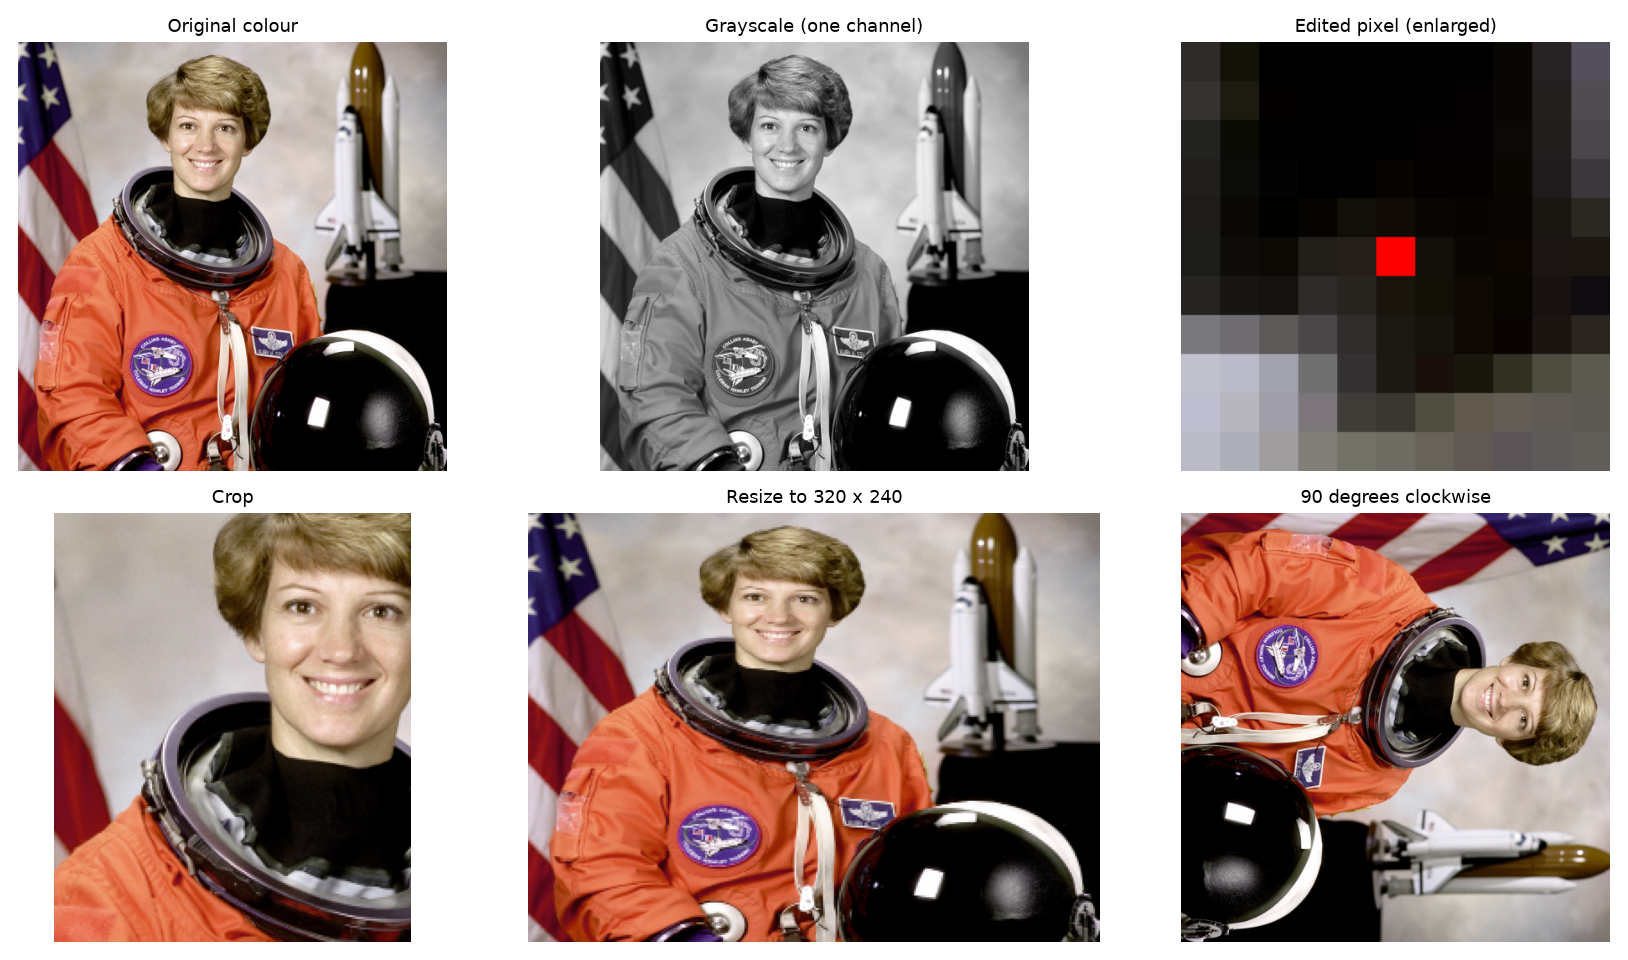 Original colour
Grayscale (one channel)
Edited pixel (enlarged)
Crop
Resize to 320 x 240
90 degrees clockwise